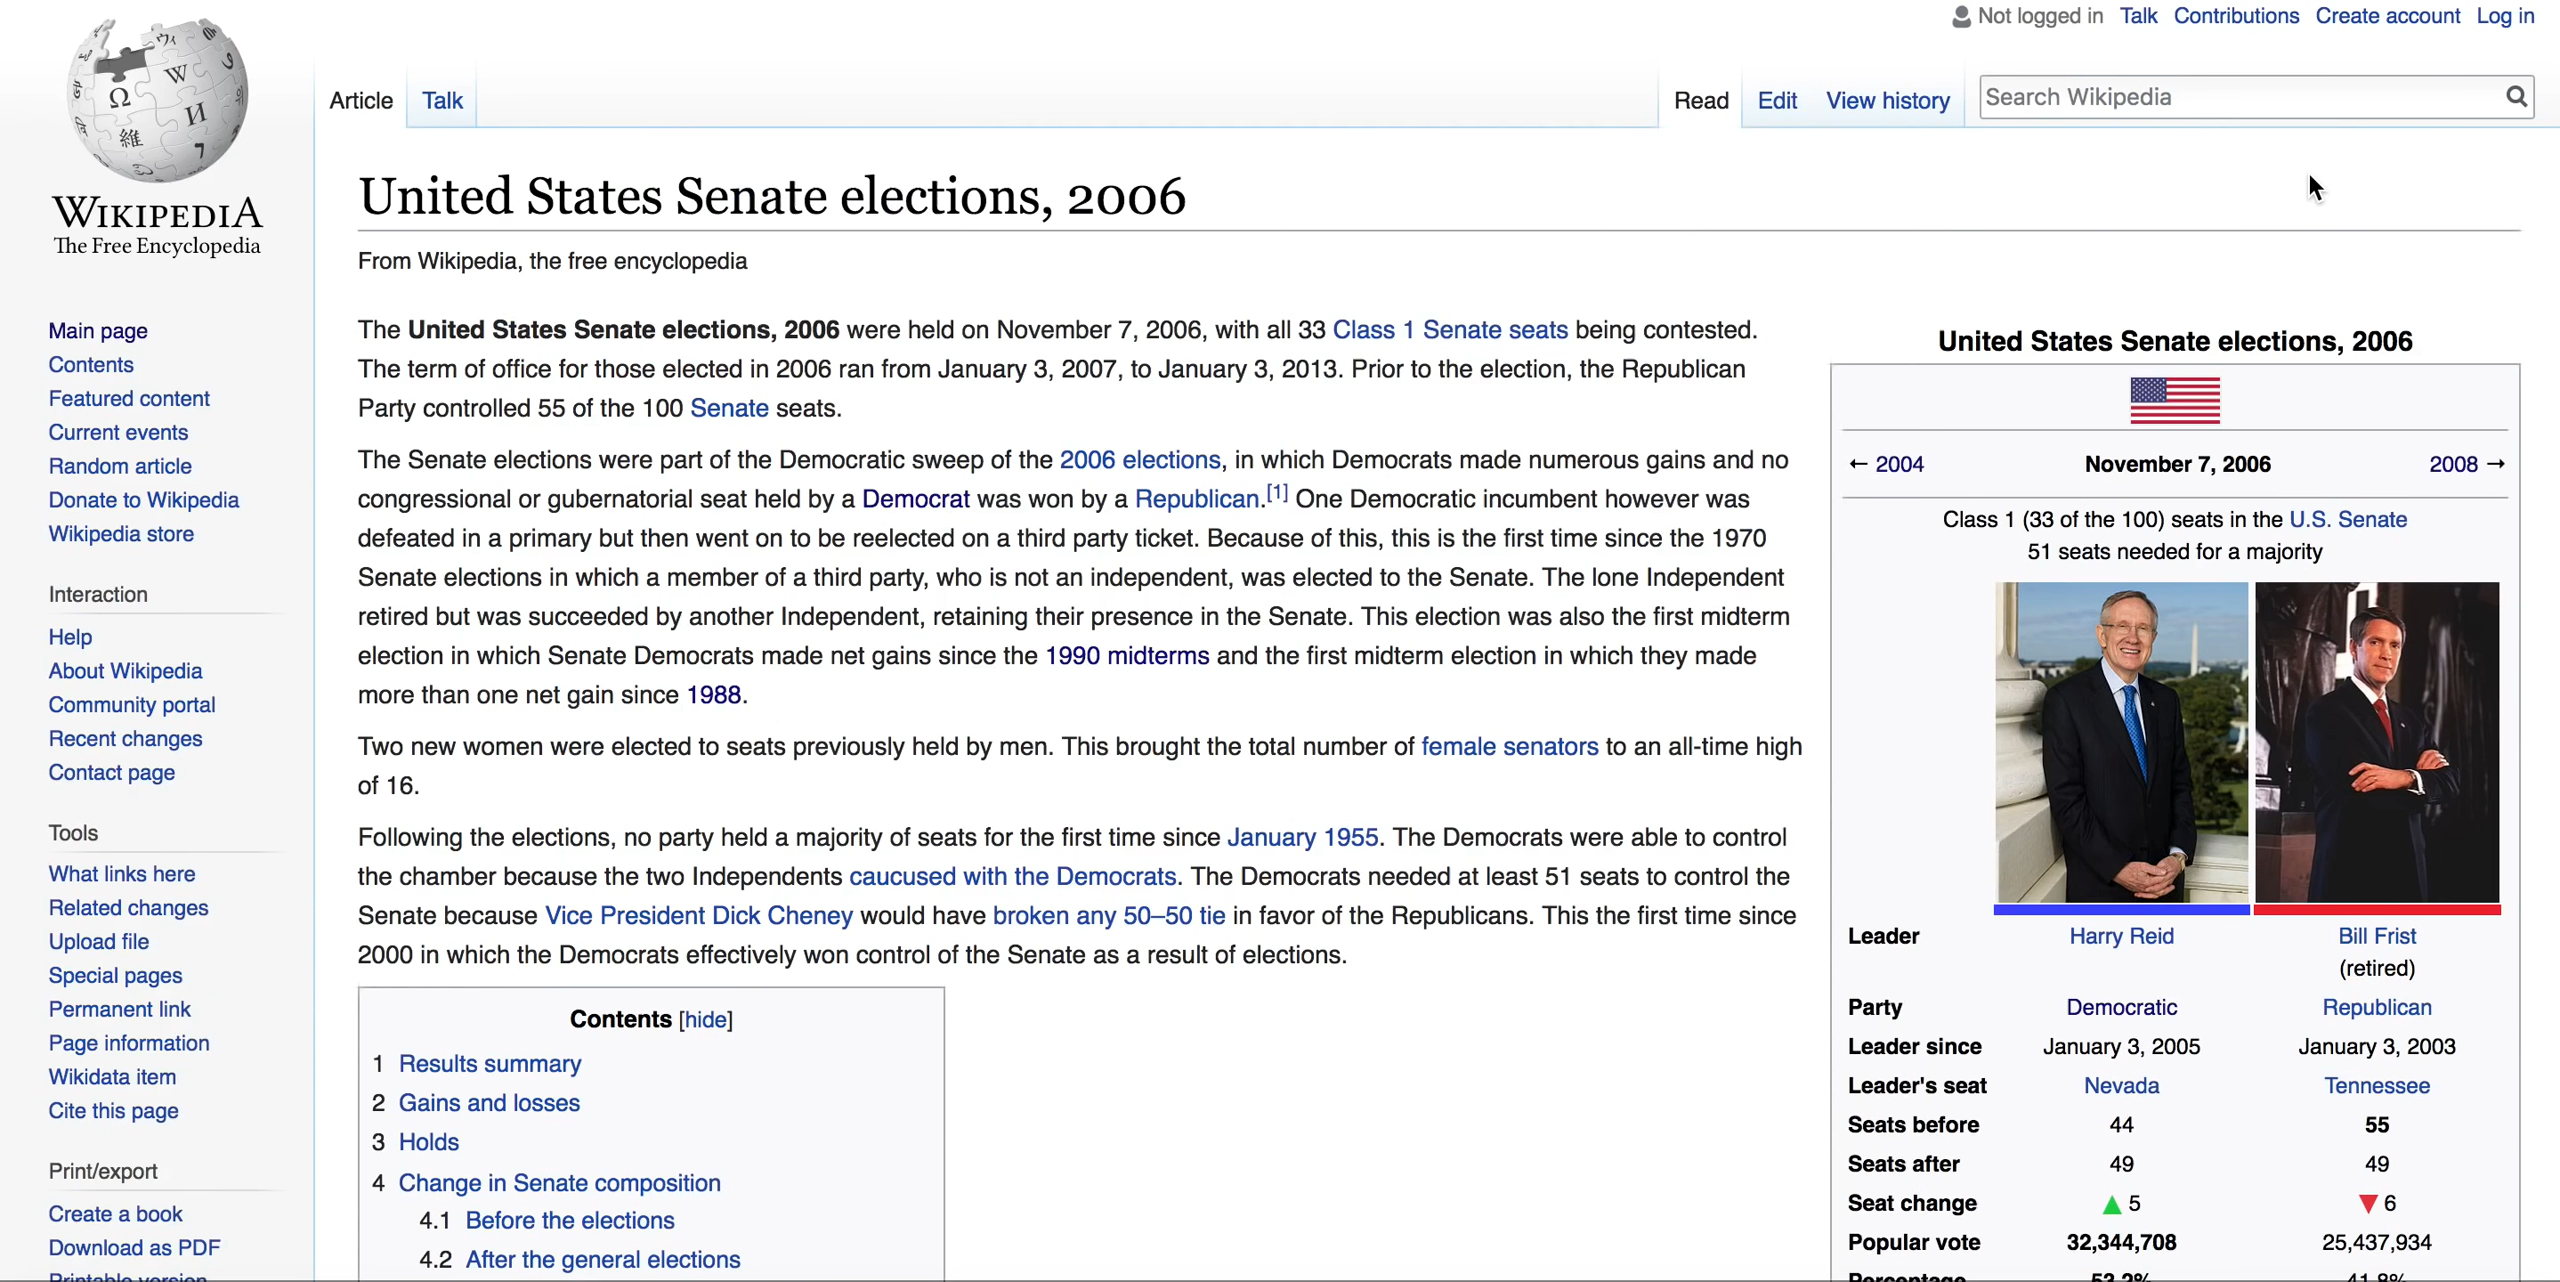 Not logged in Talk Contributions Create account Log in
Article Talk Read Edit View history Search Wikipedia
WIKIPEDIA
The Free Encyclopedia
Main page
Contents
Featured content
Current events
Random article
Donate to Wikipedia
Wikipedia store
Interaction
Help
About Wikipedia
Community portal
Recent changes
Contact page
Tools
What links here
Related changes
Upload file
Special pages
Permanent link
Page information
Wikidata item
Cite this page
Print/export
Create a book
Download as PDF
Printable version
United States Senate elections, 2006
From Wikipedia, the free encyclopedia
The United States Senate elections, 2006 were held on November 7, 2006, with all 33 Class 1 Senate seats being contested.
The term of office for those elected in 2006 ran from January 3, 2007, to January 3, 2013. Prior to the election, the Republican
Party controlled 55 of the 100 Senate seats.
The Senate elections were part of the Democratic sweep of the 2006 elections, in which Democrats made numerous gains and no
congressional or gubernatorial seat held by a Democrat was won by a Republican.[1] One Democratic incumbent however was
defeated in a primary but then went on to be reelected on a third party ticket. Because of this, this is the first time since the 1970
Senate elections in which a member of a third party, who is not an independent, was elected to the Senate. The lone Independent
retired but was succeeded by another Independent, retaining their presence in the Senate. This election was also the first midterm
election in which Senate Democrats made net gains since the 1990 midterms and the first midterm election in which they made
more than one net gain since 1988.
Two new women were elected to seats previously held by men. This brought the total number of female senators to an all-time high
of 16.
Following the elections, no party held a majority of seats for the first time since January 1955. The Democrats were able to control
the chamber because the two Independents caucused with the Democrats. The Democrats needed at least 51 seats to control the
Senate because Vice President Dick Cheney would have broken any 50–50 tie in favor of the Republicans. This the first time since
2000 in which the Democrats effectively won control of the Senate as a result of elections.
Contents [hide]
1 Results summary
2 Gains and losses
3 Holds
4 Change in Senate composition
4.1 Before the elections
4.2 After the general elections
United States Senate elections, 2006
← 2004 November 7, 2006 2008 →
Class 1 (33 of the 100) seats in the U.S. Senate
51 seats needed for a majority
Leader Harry Reid Bill Frist
(retired)
Party Democratic Republican
Leader since January 3, 2005 January 3, 2003
Leader's seat Nevada Tennessee
Seats before 44 55
Seats after 49 49
Seat change ▲ 5 ▼ 6
Popular vote 32,344,708 25,437,934
Percentage 53.2% 41.8%